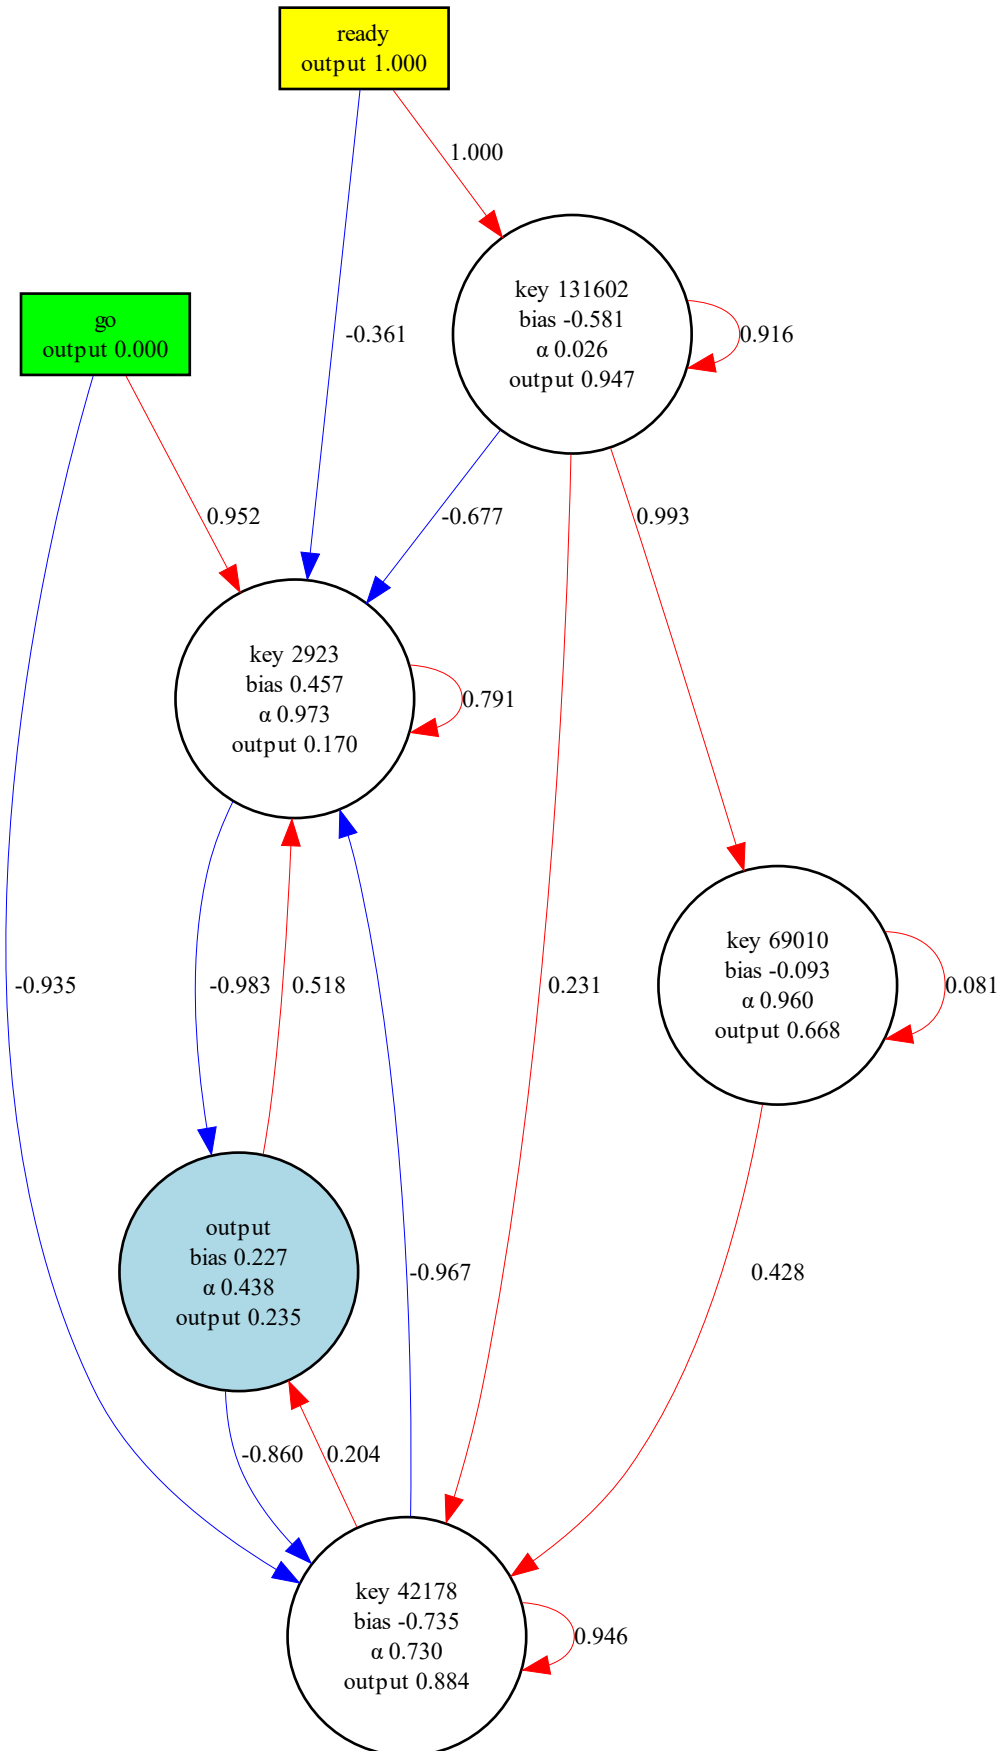 ready
output 1.000
1.000
key 131602
bias -0.581
α 0.026
output 0.947
0.916
go
output 0.000
-0.361
0.952
-0.677
0.993
key 2923
bias 0.457
α 0.973
output 0.170
0.791
key 69010
bias -0.093
α 0.960
output 0.668
0.081
-0.935
-0.983
0.518
0.231
output
bias 0.227
α 0.438
output 0.235
-0.967
0.428
-0.860
0.204
key 42178
bias -0.735
α 0.730
output 0.884
0.946